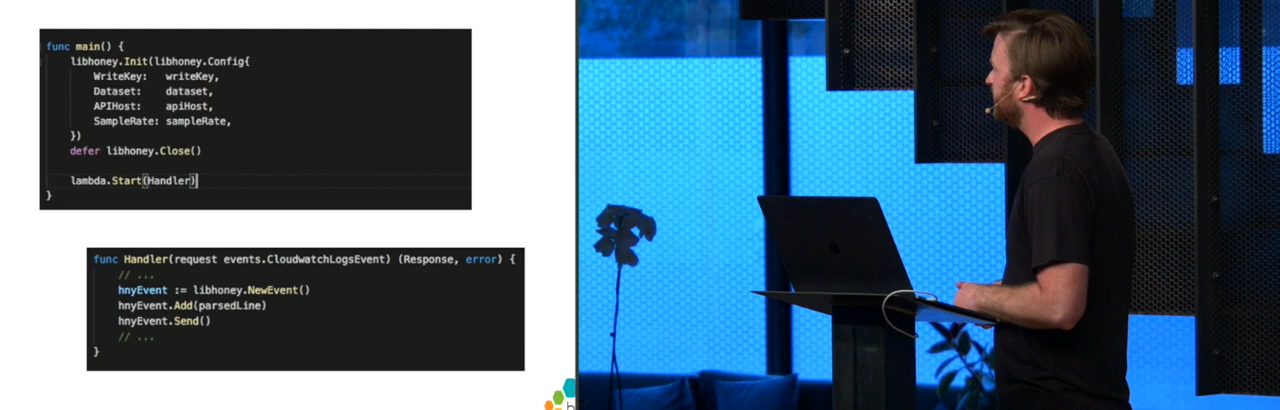 func main() {
    libhoney.Init(libhoney.Config{
        WriteKey:   writeKey,
        Dataset:    dataset,
        APIHost:    apiHost,
        SampleRate: sampleRate,
    })
    defer libhoney.Close()
    lambda.Start(Handler)
}
func Handler(request events.CloudwatchLogsEvent) (Response, error) {
    // ...
    hnyEvent := libhoney.NewEvent()
    hnyEvent.Add(parsedLine)
    hnyEvent.Send()
    // ...
}